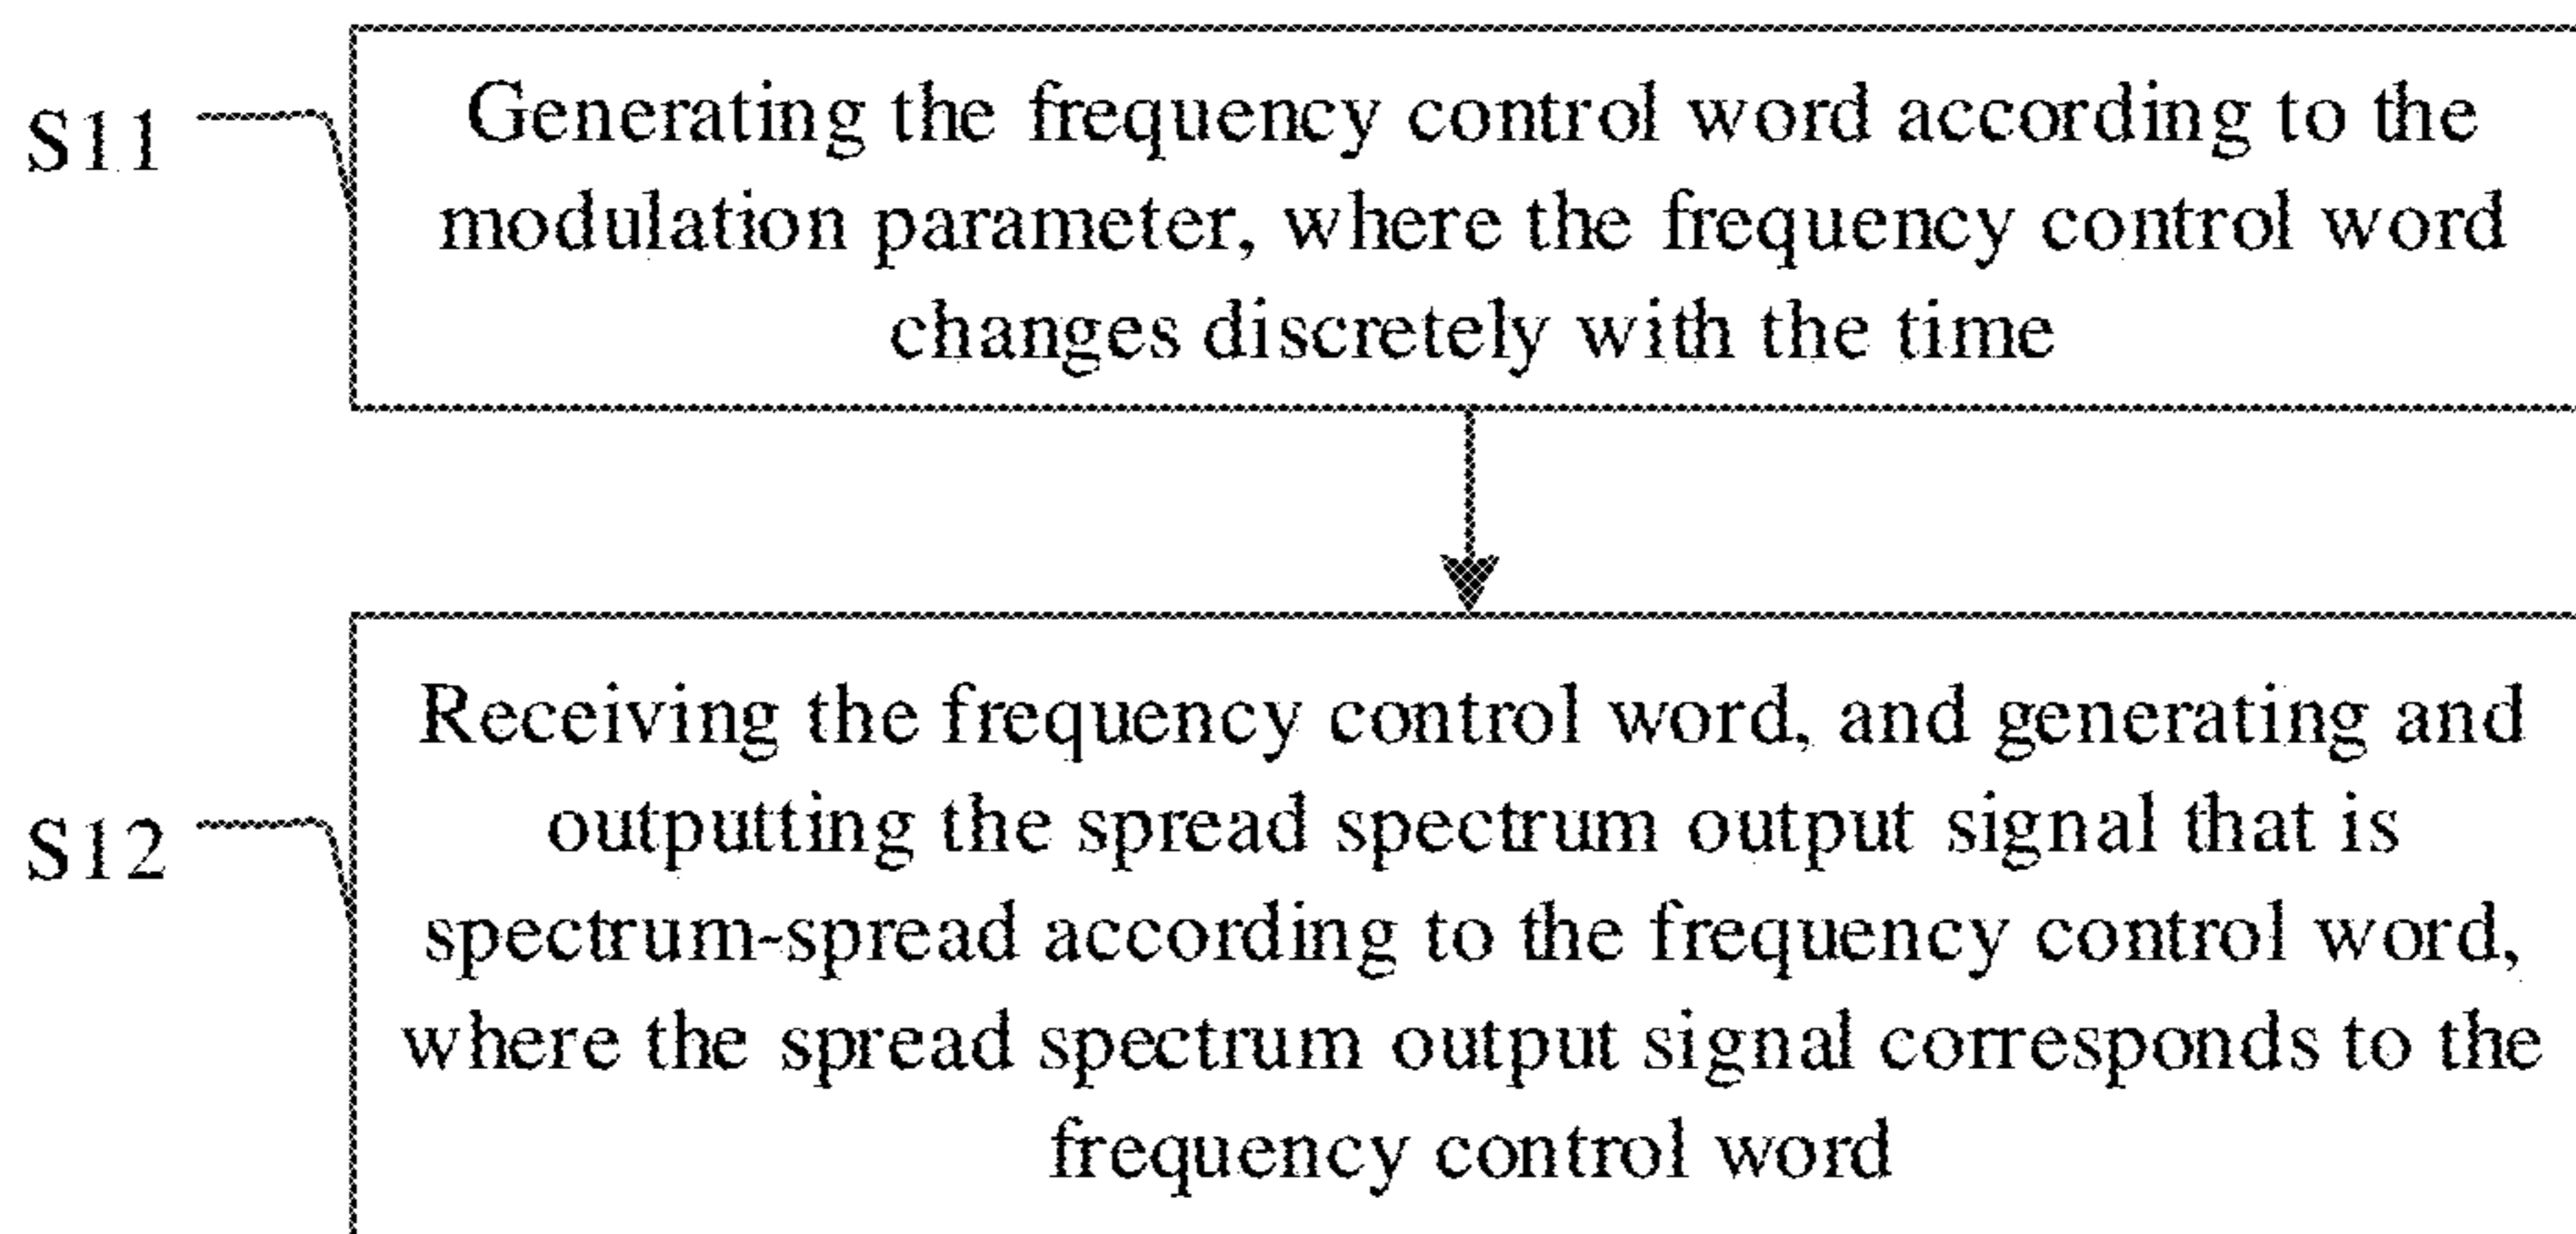 S11
Generating the frequency control word according to the
modulation parameter, where the frequency control word
changes discretely with the time
S12
Receiving the frequency control word, and generating and
outputting the spread spectrum output signal that is
spectrum-spread according to the frequency control word,
where the spread spectrum output signal corresponds to the
frequency control word